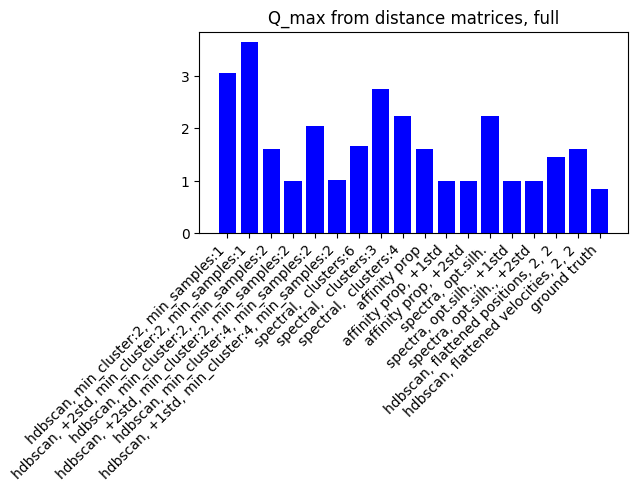 Q_max from distance matrices, full
3
2
1
0
hdbscan, min_cluster:2, min_samples:1
hdbscan, +2std, min_cluster:2, min_samples:1
hdbscan, min_cluster:2, min_samples:2
hdbscan, +2std, min_cluster:2, min_samples:2
hdbscan, min_cluster:4, min_samples:2
hdbscan, +1std, min_cluster:4, min_samples:2
spectral,  clusters:6
spectral,  clusters:3
spectral,  clusters:4
affinity prop
affinity prop, +1std
affinity prop, +2std
spectra, opt.silh.
spectra, opt.silh., +1std
spectra, opt.silh., +2std
hdbscan, flattened positions, 2, 2
hdbscan, flattened velocities, 2, 2
ground truth